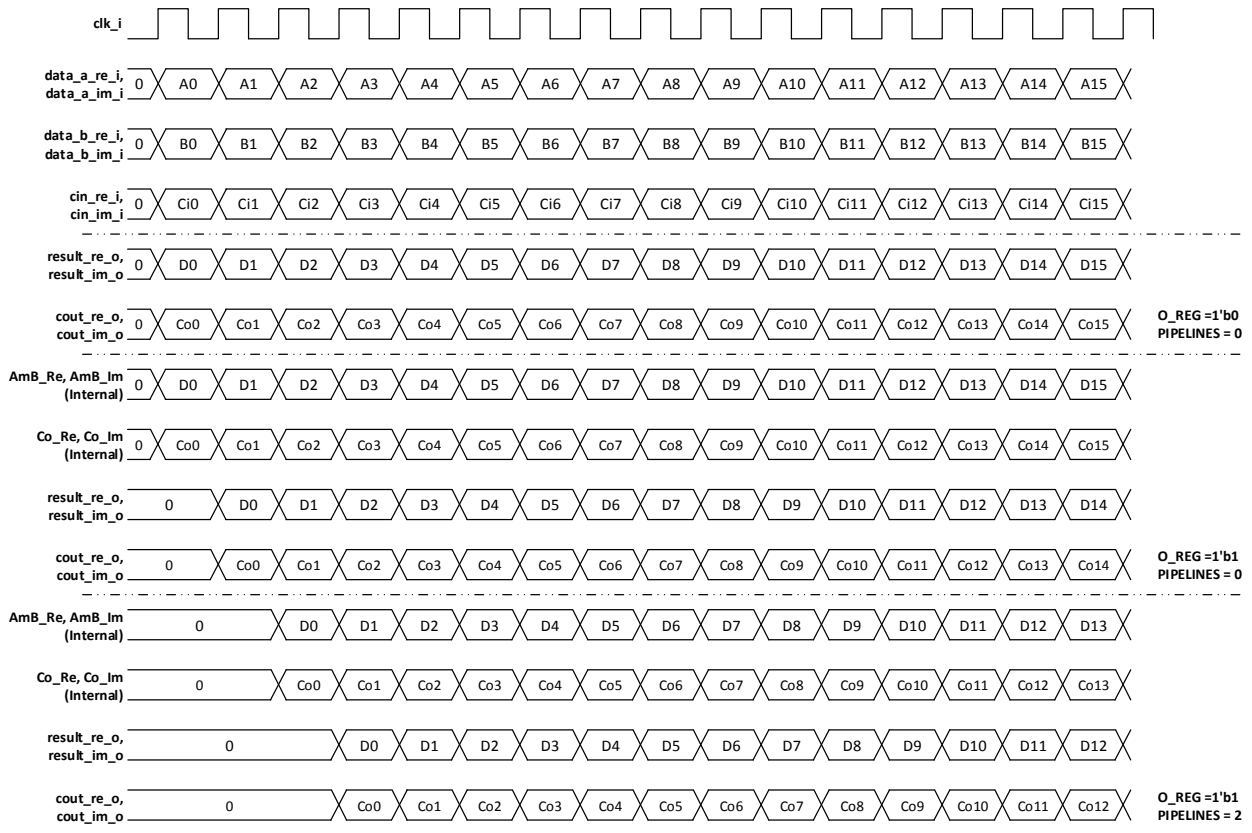 clk_i
data_a_re_i,
data_a_im_i
0 A0 A1 A2 A3 A4 A5 A6 A7 A8 A9 A10 A11 A12 A13 A14 A15
data_b_re_i,
data_b_im_i
0 B0 B1 B2 B3 B4 B5 B6 B7 B8 B9 B10 B11 B12 B13 B14 B15
cin_re_i,
cin_im_i
0 Ci0 Ci1 Ci2 Ci3 Ci4 Ci5 Ci6 Ci7 Ci8 Ci9 Ci10 Ci11 Ci12 Ci13 Ci14 Ci15
result_re_o,
result_im_o
0 D0 D1 D2 D3 D4 D5 D6 D7 D8 D9 D10 D11 D12 D13 D14 D15
cout_re_o,
cout_im_o
0 Co0 Co1 Co2 Co3 Co4 Co5 Co6 Co7 Co8 Co9 Co10 Co11 Co12 Co13 Co14 Co15
O_REG =1'b0
PIPELINES = 0
AmB_Re, AmB_Im
(Internal)
0 D0 D1 D2 D3 D4 D5 D6 D7 D8 D9 D10 D11 D12 D13 D14 D15
Co_Re, Co_Im
(Internal)
0 Co0 Co1 Co2 Co3 Co4 Co5 Co6 Co7 Co8 Co9 Co10 Co11 Co12 Co13 Co14 Co15
result_re_o,
result_im_o
0 D0 D1 D2 D3 D4 D5 D6 D7 D8 D9 D10 D11 D12 D13 D14
cout_re_o,
cout_im_o
0 Co0 Co1 Co2 Co3 Co4 Co5 Co6 Co7 Co8 Co9 Co10 Co11 Co12 Co13 Co14
O_REG =1'b1
PIPELINES = 0
AmB_Re, AmB_Im
(Internal)
0 D0 D1 D2 D3 D4 D5 D6 D7 D8 D9 D10 D11 D12 D13
Co_Re, Co_Im
(Internal)
0 Co0 Co1 Co2 Co3 Co4 Co5 Co6 Co7 Co8 Co9 Co10 Co11 Co12 Co13
result_re_o,
result_im_o
0 D0 D1 D2 D3 D4 D5 D6 D7 D8 D9 D10 D11 D12
cout_re_o,
cout_im_o
0 Co0 Co1 Co2 Co3 Co4 Co5 Co6 Co7 Co8 Co9 Co10 Co11 Co12
O_REG =1'b1
PIPELINES = 2